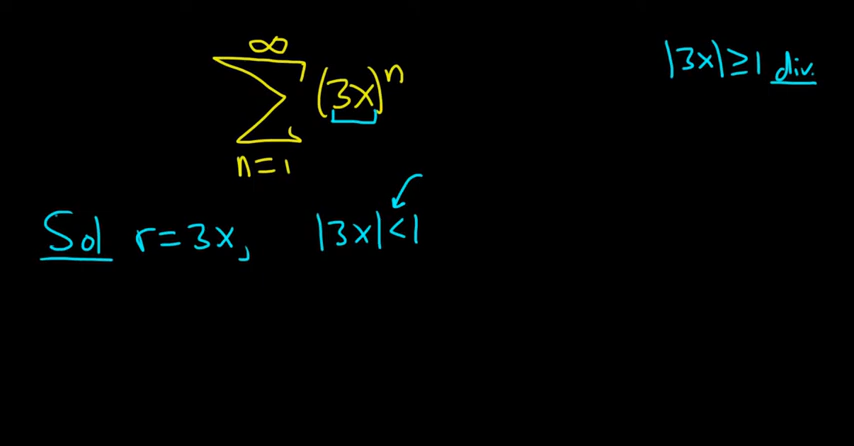 ∞
∑ (3x)ⁿ
n=1
|3x|≥1 div.
Sol r=3x, |3x|<1